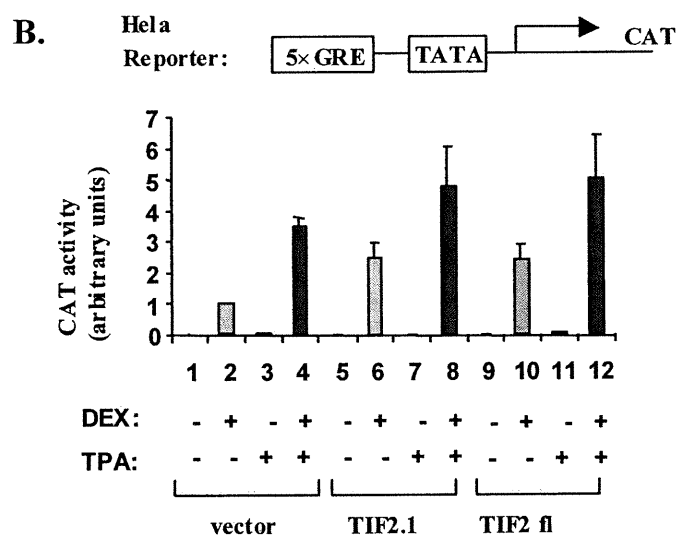 B.
Hela
Reporter:
5×GRE
TATA
CAT
CAT activity
(arbitrary units)
7
6
5
4
3
2
1
0
1 2 3 4 5 6 7 8 9 10 11 12
DEX: - + - + - + - + - + - +
TPA: - - + + - - + + - - + +
vector TIF2.1 TIF2 fl